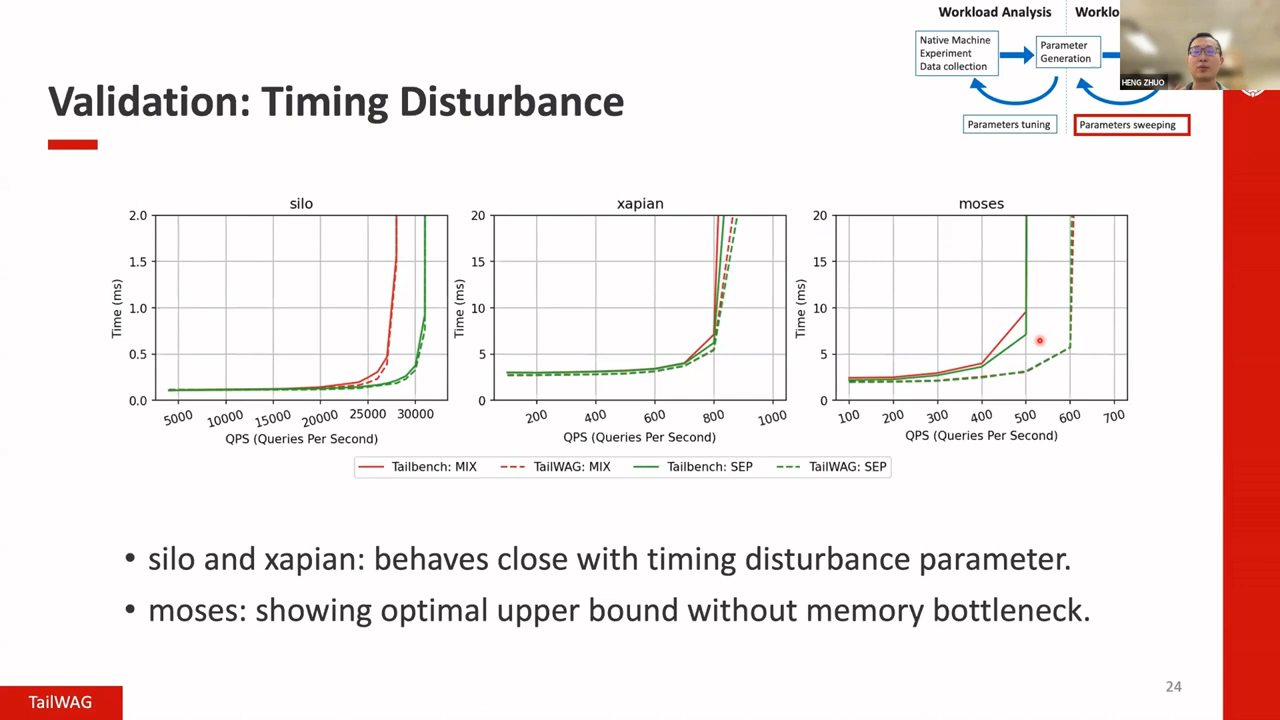 Workload Analysis
Worklo
Native Machine
Experiment
Data collection
Parameter
Generation
HENG ZHUO
Parameters tuning
Parameters sweeping
Validation: Timing Disturbance
silo
xapian
moses
Time (ms)
2.0
1.5
1.0
0.5
0.0
5000 10000 15000 20000 25000 30000
QPS (Queries Per Second)
Time (ms)
20
15
10
5
0
200 400 600 800 1000
QPS (Queries Per Second)
Time (ms)
20
15
10
5
0
100 200 300 400 500 600 700
QPS (Queries Per Second)
Tailbench: MIX TailWAG: MIX Tailbench: SEP TailWAG: SEP
• silo and xapian: behaves close with timing disturbance parameter.
• moses: showing optimal upper bound without memory bottleneck.
TailWAG
24